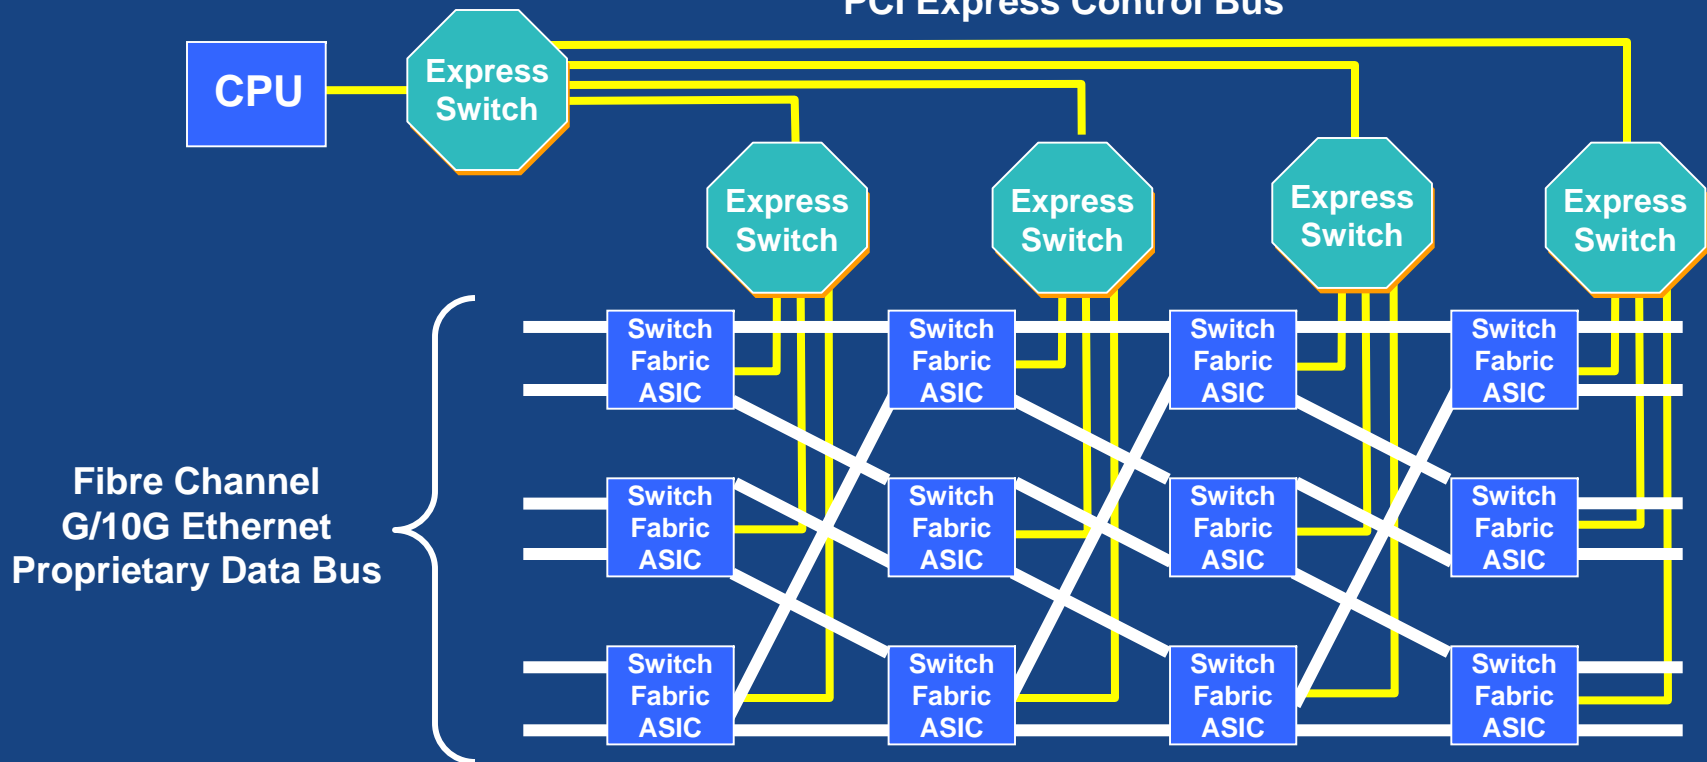 PCI Express Control Bus
CPU
Express
Switch
Express
Switch
Express
Switch
Express
Switch
Express
Switch
Fibre Channel
G/10G Ethernet
Proprietary Data Bus
Switch
Fabric
ASIC
Switch
Fabric
ASIC
Switch
Fabric
ASIC
Switch
Fabric
ASIC
Switch
Fabric
ASIC
Switch
Fabric
ASIC
Switch
Fabric
ASIC
Switch
Fabric
ASIC
Switch
Fabric
ASIC
Switch
Fabric
ASIC
Switch
Fabric
ASIC
Switch
Fabric
ASIC